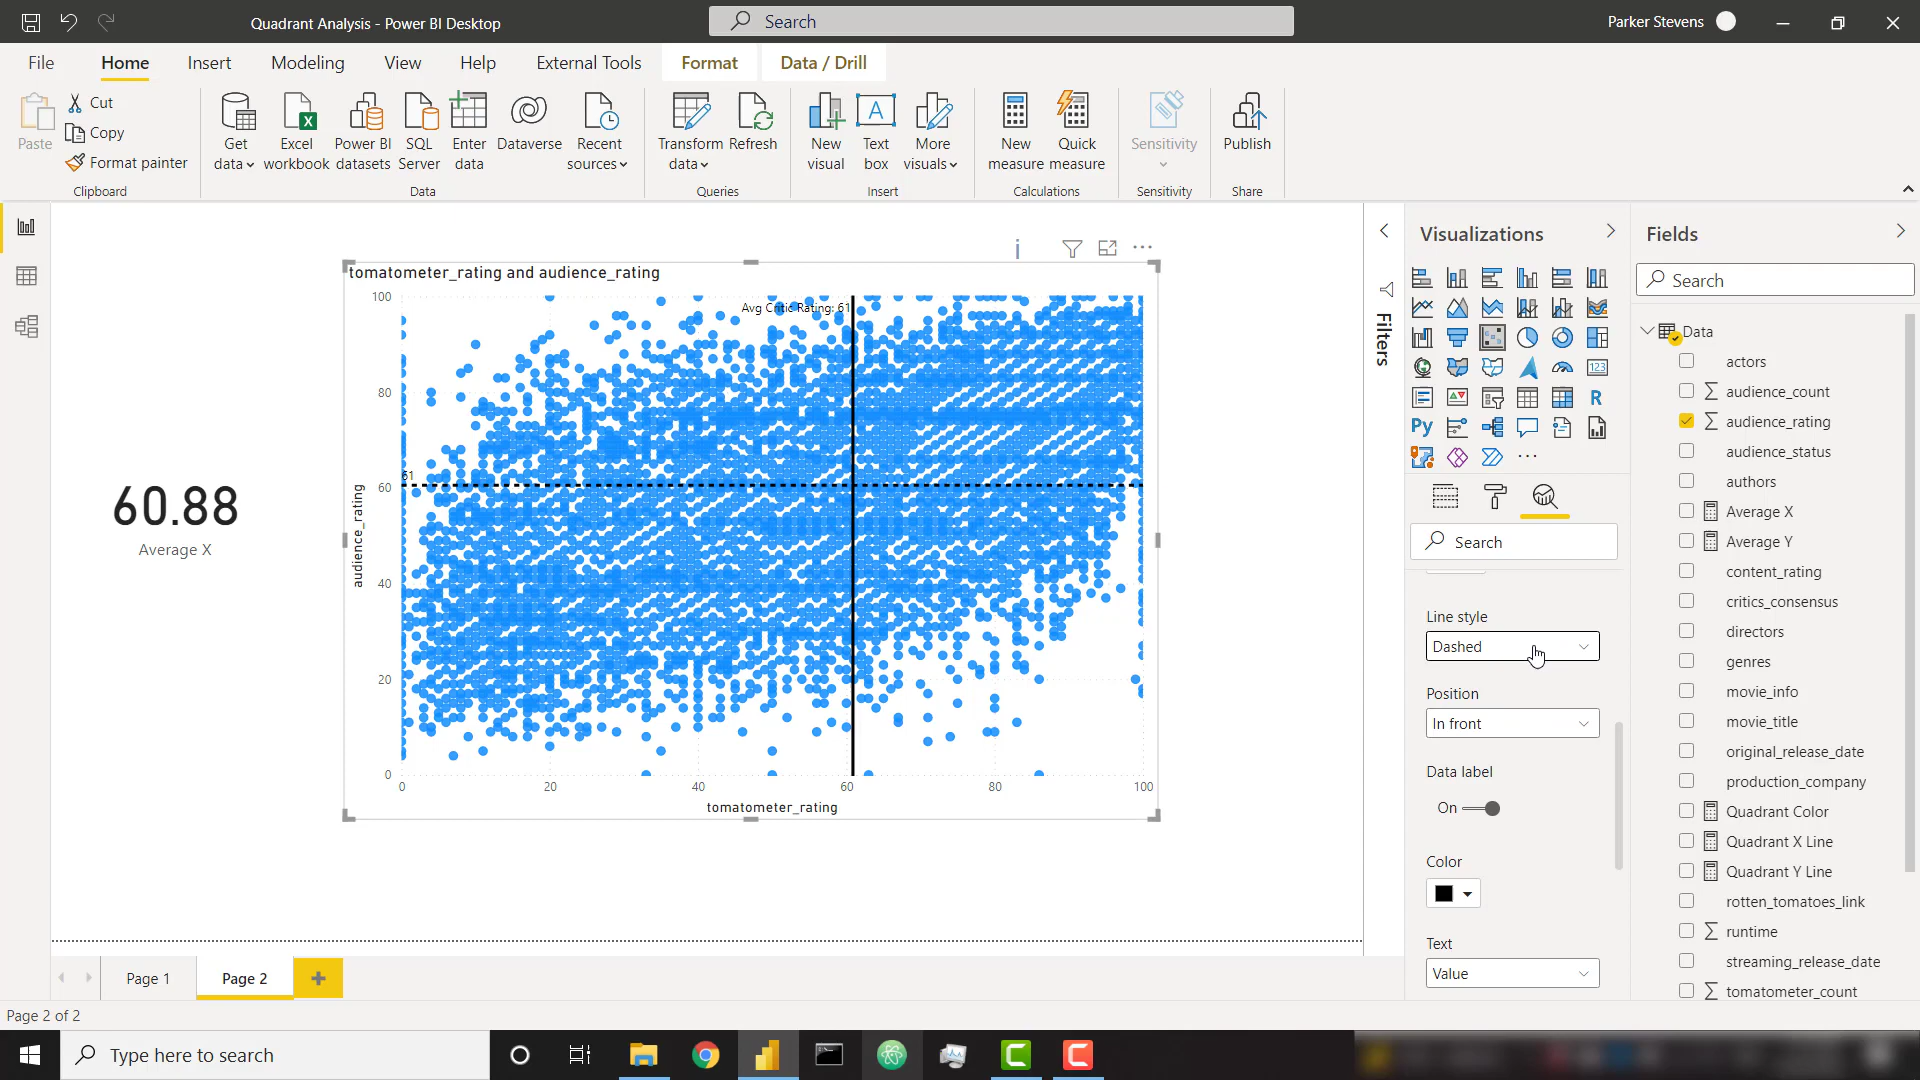 Quadrant Analysis - Power BI Desktop
Search
Parker Stevens
File
Home
Insert
Modeling
View
Help
External Tools
Format
Data / Drill
Paste
Cut
Copy
Format painter
Clipboard
Get data
Excel workbook
Power BI datasets
SQL Server
Enter data
Dataverse
Recent sources
Data
Transform data
Refresh
Queries
New visual
Text box
More visuals
Insert
New measure
Quick measure
Calculations
Sensitivity
Sensitivity
Publish
Share
60.88
Average X
tomatometer_rating and audience_rating
Avg Critic Rating: 61
61
100
80
60
40
20
0
audience_rating
0
20
40
60
80
100
tomatometer_rating
Filters
Visualizations
123
R
Py
Search
Line style
Dashed
Position
In front
Data label
On
Color
Text
Value
Fields
Search
Data
actors
audience_count
audience_rating
audience_status
authors
Average X
Average Y
content_rating
critics_consensus
directors
genres
movie_info
movie_title
original_release_date
production_company
Quadrant Color
Quadrant X Line
Quadrant Y Line
rotten_tomatoes_link
runtime
streaming_release_date
tomatometer_count
Page 1
Page 2
Page 2 of 2
Type here to search